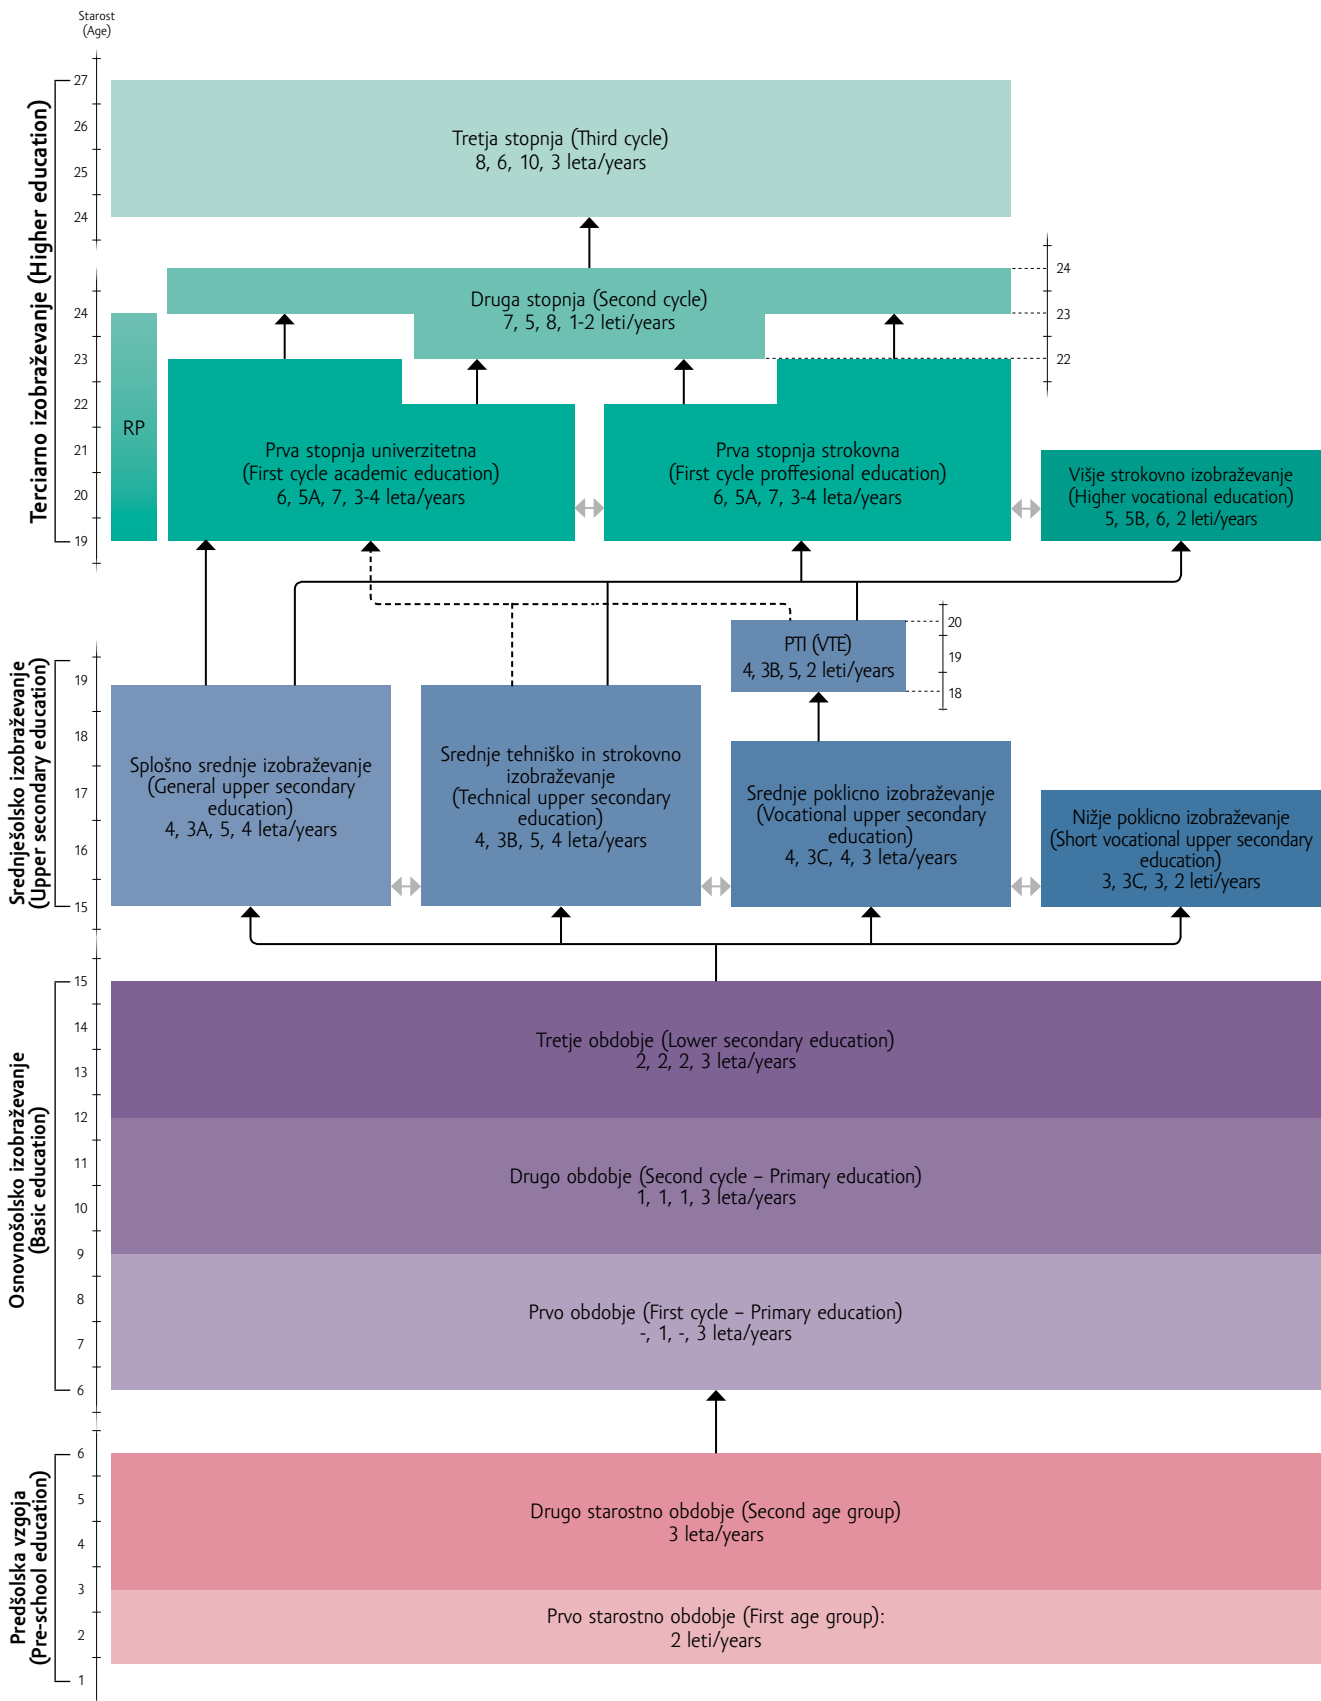 Starost
(Age)
Terciarno izobraževanje (Higher education)
27
26
25
24
Tretja stopnja (Third cycle)
8, 6, 10, 3 leta/years
24
23
22
21
20
19
Druga stopnja (Second cycle)
7, 5, 8, 1-2 leti/years
24
23
22
RP
Prva stopnja univerzitetna
(First cycle academic education)
6, 5A, 7, 3-4 leta/years
Prva stopnja strokovna
(First cycle proffesional education)
6, 5A, 7, 3-4 leta/years
Višje strokovno izobraževanje
(Higher vocational education)
5, 5B, 6, 2 leti/years
Srednješolsko izobraževanje
(Upper secondary education)
19
18
17
16
15
PTI (VTE)
4, 3B, 5, 2 leti/years
20
19
18
Splošno srednje izobraževanje
(General upper secondary
education)
4, 3A, 5, 4 leta/years
Srednje tehniško in strokovno
izobraževanje
(Technical upper secondary
education)
4, 3B, 5, 4 leta/years
Srednje poklicno izobraževanje
(Vocational upper secondary
education)
4, 3C, 4, 3 leta/years
Nižje poklicno izobraževanje
(Short vocational upper secondary
education)
3, 3C, 3, 2 leti/years
Osnovnošolsko izobraževanje
(Basic education)
15
14
13
12
11
10
9
8
7
6
Tretje obdobje (Lower secondary education)
2, 2, 2, 3 leta/years
Drugo obdobje (Second cycle – Primary education)
1, 1, 1, 3 leta/years
Prvo obdobje (First cycle – Primary education)
-, 1, -, 3 leta/years
Predšolska vzgoja
(Pre-school education)
6
5
4
3
2
1
Drugo starostno obdobje (Second age group)
3 leta/years
Prvo starostno obdobje (First age group):
2 leti/years